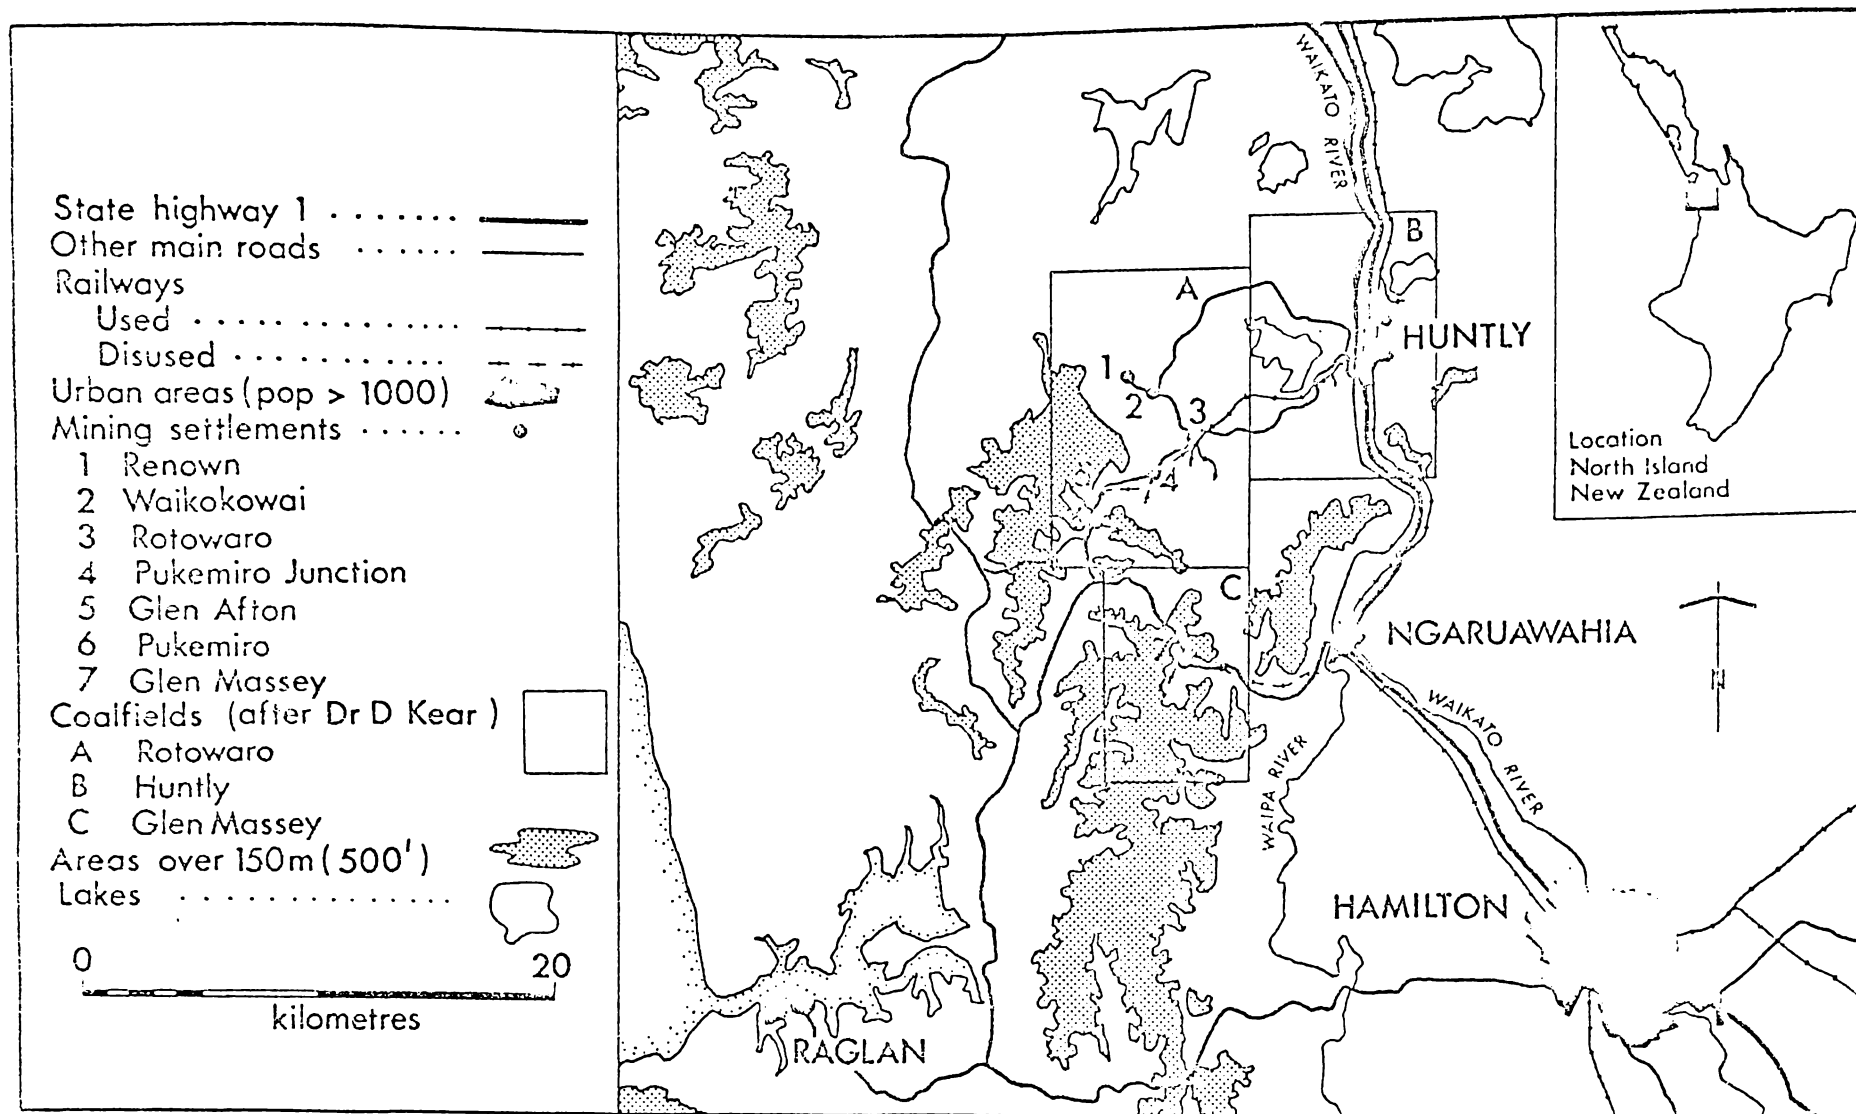 State highway 1 . . . . . . .
Other main roads . . . . . .
Railways
Used . . . . . . . . . . . . . . .
Disused . . . . . . . . . . .
Urban areas (pop > 1000)
Mining settlements . . . . . .
1 Renown
2 Waikokowai
3 Rotowaro
4 Pukemiro Junction
5 Glen Afton
6 Pukemiro
7 Glen Massey
Coalfields (after Dr D Kear )
A Rotowaro
B Huntly
C Glen Massey
Areas over 150m (500')
Lakes . . . . . . . . . . . . . .
0 20
kilometres
WAIKATO RIVER
B
A
HUNTLY
1
2
3
4
C
NGARUAWAHIA
WAIKATO RIVER
WAIPA RIVER
HAMILTON
RAGLAN
Location
North Island
New Zealand
N